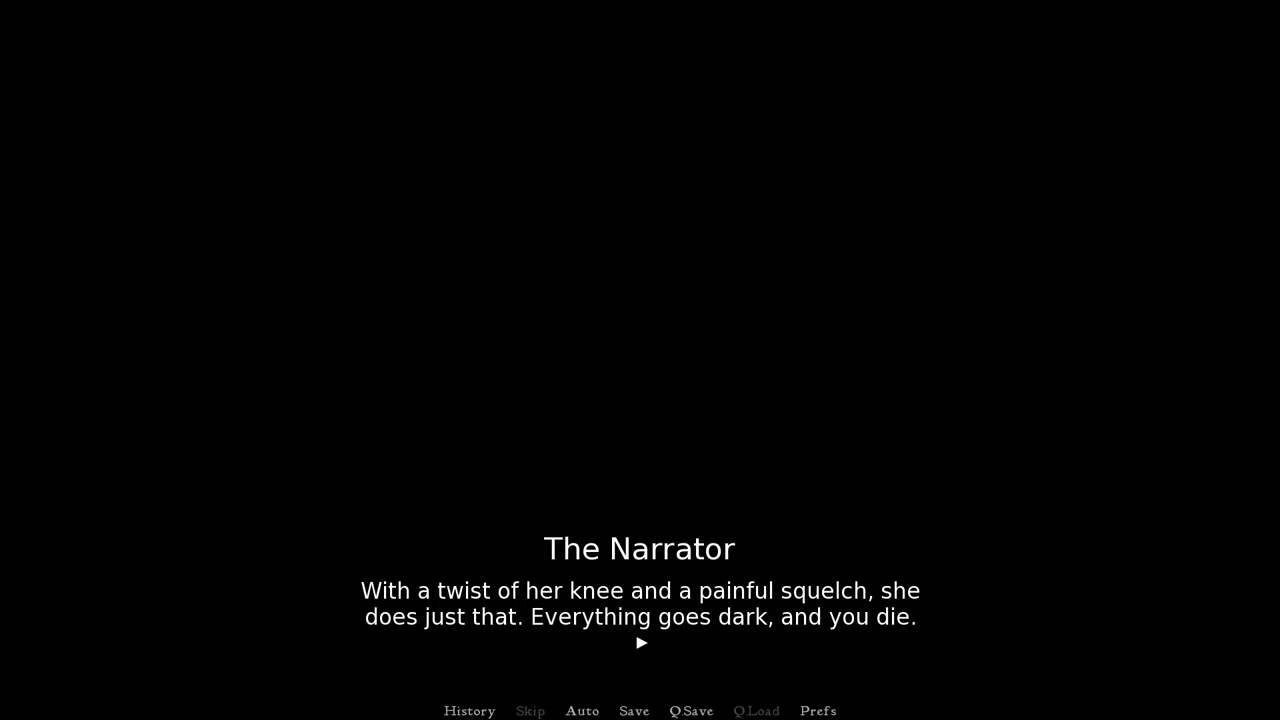 The Narrator
With a twist of her knee and a painful squelch, she
does just that. Everything goes dark, and you die.
History Skip Auto Save Q.Save Q.Load Prefs